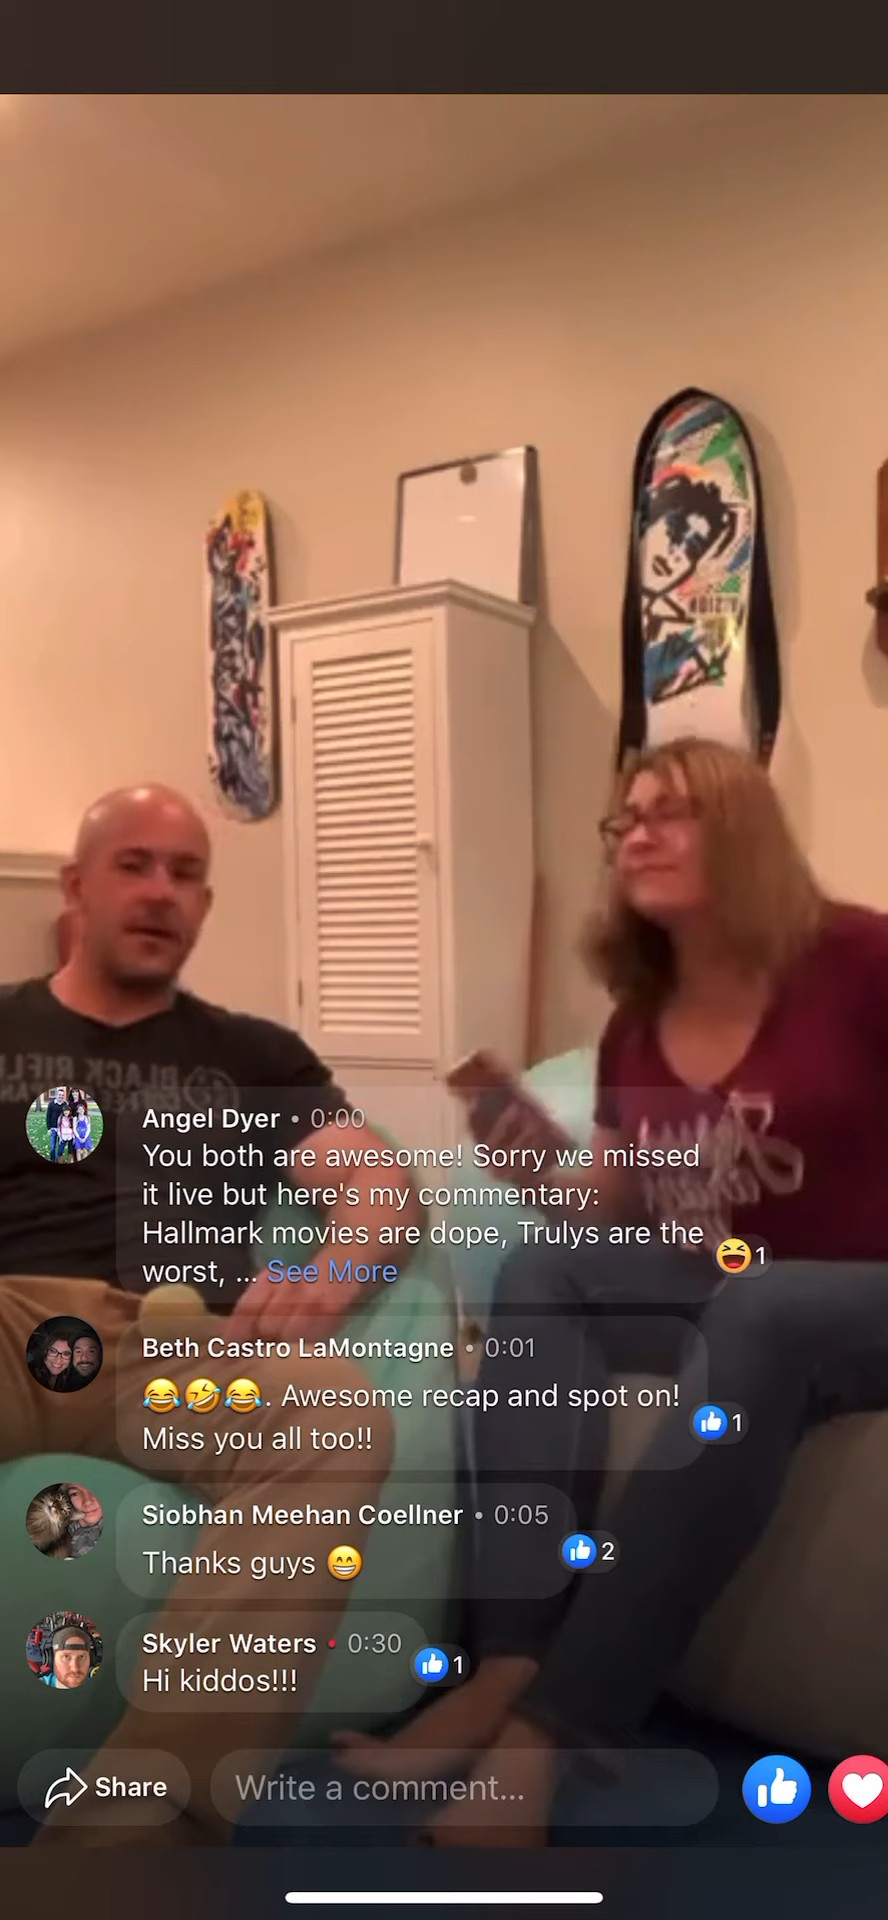 VISION
BLACK RIFLE
Angel Dyer • 0:00
You both are awesome! Sorry we missed
it live but here's my commentary:
Hallmark movies are dope, Trulys are the
worst, ... See More
😆 1
Beth Castro LaMontagne • 0:01
😂🤣😂. Awesome recap and spot on!
Miss you all too!!
1
Siobhan Meehan Coellner • 0:05
Thanks guys 😁
2
Skyler Waters • 0:30
Hi kiddos!!!
1
Share
Write a comment...